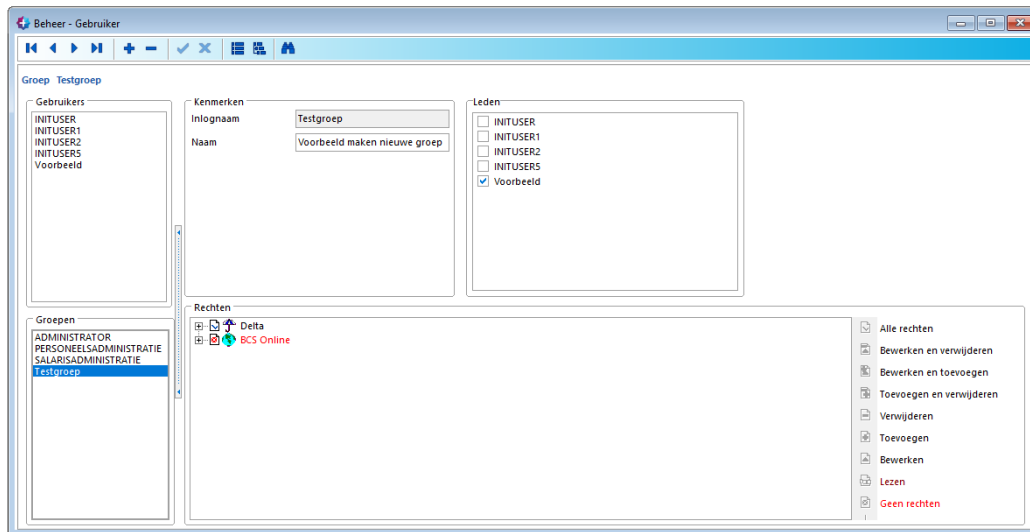 Beheer - Gebruiker
Groep Testgroep
Gebruikers
INITUSER
INITUSER1
INITUSER2
INITUSER5
Voorbeeld
Kenmerken
Inlognaam Testgroep
Naam Voorbeeld maken nieuwe groep
Leden
INITUSER
INITUSER1
INITUSER2
INITUSER5
Voorbeeld
Groepen
ADMINISTRATOR
PERSONEELSADMINISTRATIE
SALARISADMINISTRATIE
Testgroep
Rechten
Delta
BCS Online
Alle rechten
Bewerken en verwijderen
Bewerken en toevoegen
Toevoegen en verwijderen
Verwijderen
Toevoegen
Bewerken
Lezen
Geen rechten